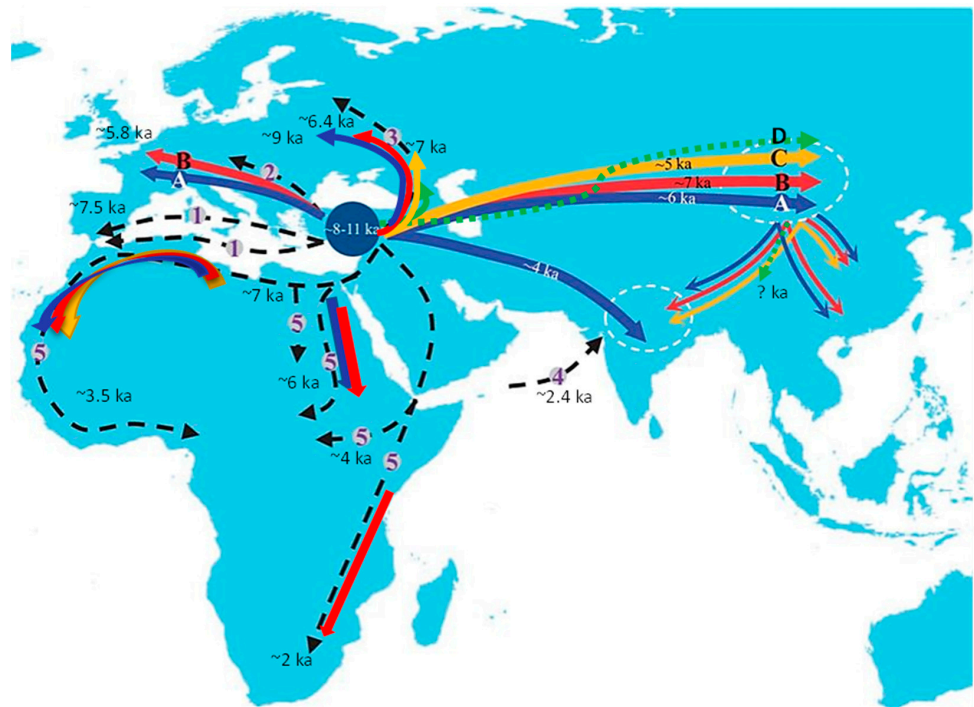 D
~6.4 ka
~5.8 ka
~9 ka
3
~7 ka
C
B
~5 ka
2
B
A
~7 ka
A
~6 ka
~7.5 ka
1
~8-11 ka
1
~4 ka
~7 ka
? ka
5
5
5
~6 ka
4
~3.5 ka
~2.4 ka
5
~4 ka
5
~2 ka